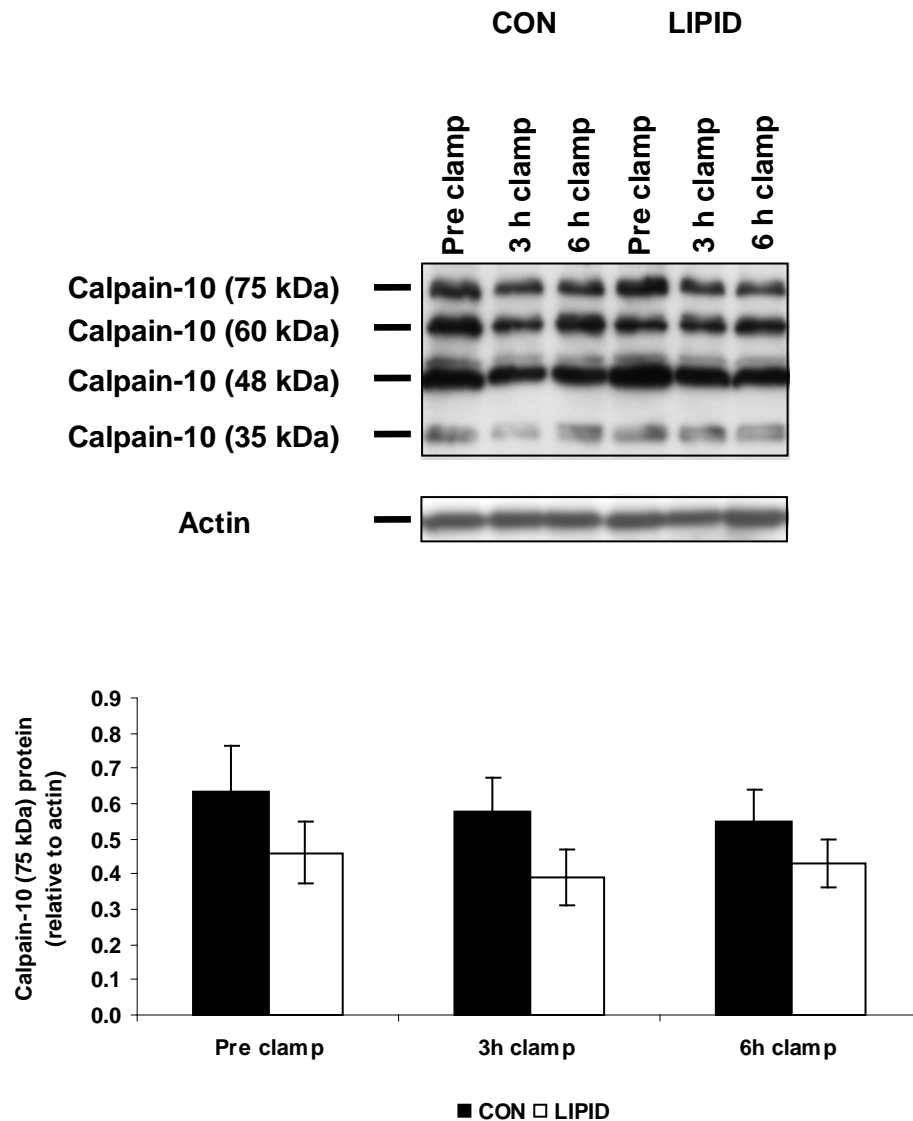 CON LIPID
Pre clamp
3 h clamp
6 h clamp
Pre clamp
3 h clamp
6 h clamp
Calpain-10 (75 kDa)
Calpain-10 (60 kDa)
Calpain-10 (48 kDa)
Calpain-10 (35 kDa)
Actin
Calpain-10 (75 kDa) protein
(relative to actin)
0.9
0.8
0.7
0.6
0.5
0.4
0.3
0.2
0.1
0.0
Pre clamp 3h clamp 6h clamp
CON LIPID